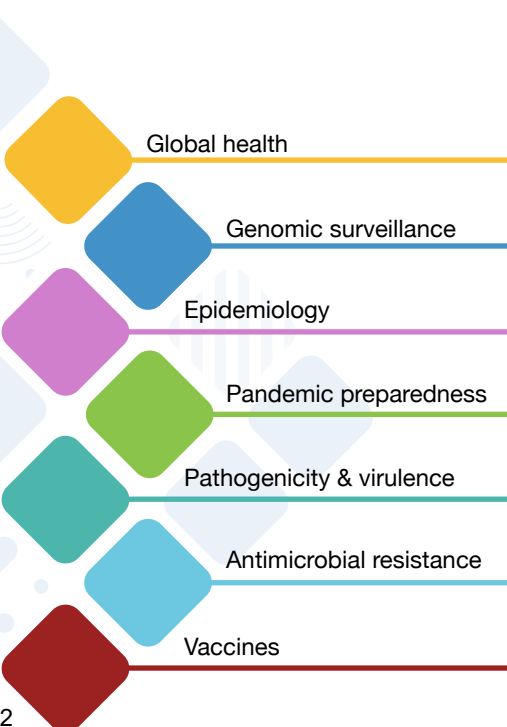 Global health
Genomic surveillance
Epidemiology
Pandemic preparedness
Pathogenicity & virulence
Antimicrobial resistance
Vaccines
2